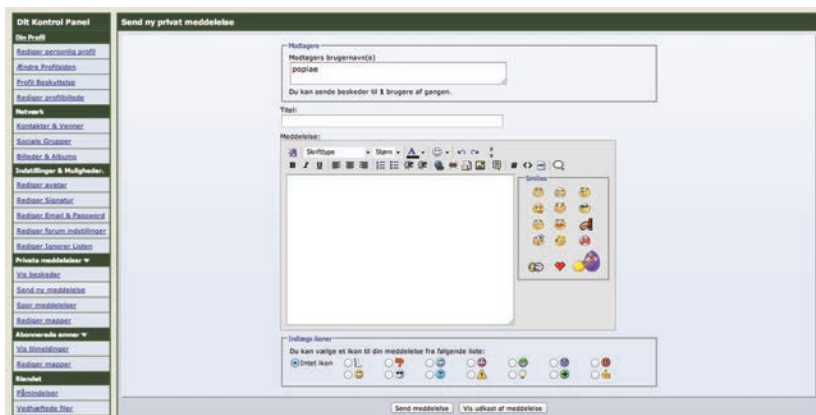 Dit Kontrol Panel
Din Profil
Rediger personlig profil
Ændre Profilsiden
Profil Beskyttelse
Rediger profilbillede
Netværk
Kontakter & Venner
Sociale Grupper
Billeder & Albums
Indstillinger & Muligheder.
Rediger avatar
Rediger Signatur
Rediger Email & Password
Rediger forum indstillinger
Rediger Ignorer Listen
Private meddelelser
Vis beskeder
Send ny meddelelse
Spor meddelelser
Rediger mapper
Abonnerede emner
Vis tilmeldinger
Rediger mapper
Blandet
Påmindelser
Vedhæftede filer
Send ny privat meddelelse
Modtagere
Modtagers brugernavn(e)
poplae
Du kan sende beskeder til 1 brugere af gangen.
Titel:
Meddelelse:
Skrifttype Størr. A
B I U
Smilies
Indlægs ikoner
Du kan vælge et ikon til din meddelelse fra følgende liste:
Intet ikon
Send meddelelse Vis udkast af meddelelse